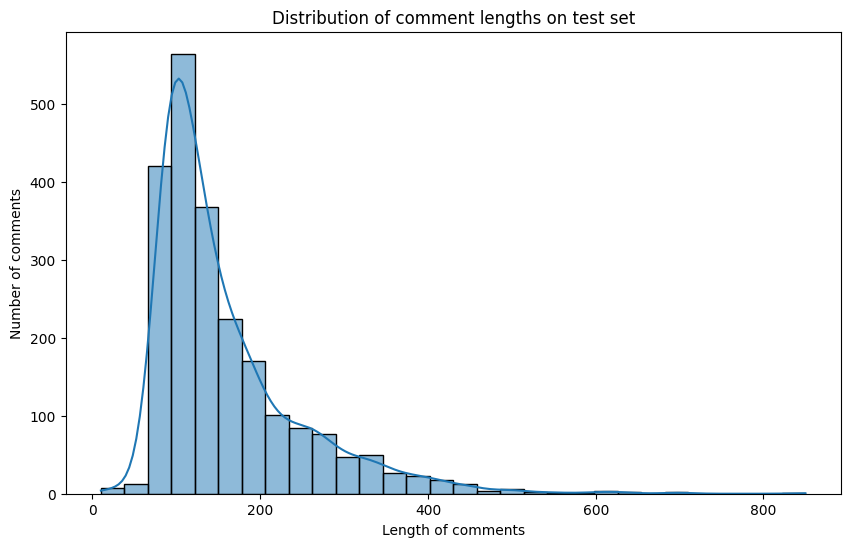 Distribution of comment lengths on test set
500
400
300
200
100
0
Number of comments
0 200 400 600 800
Length of comments